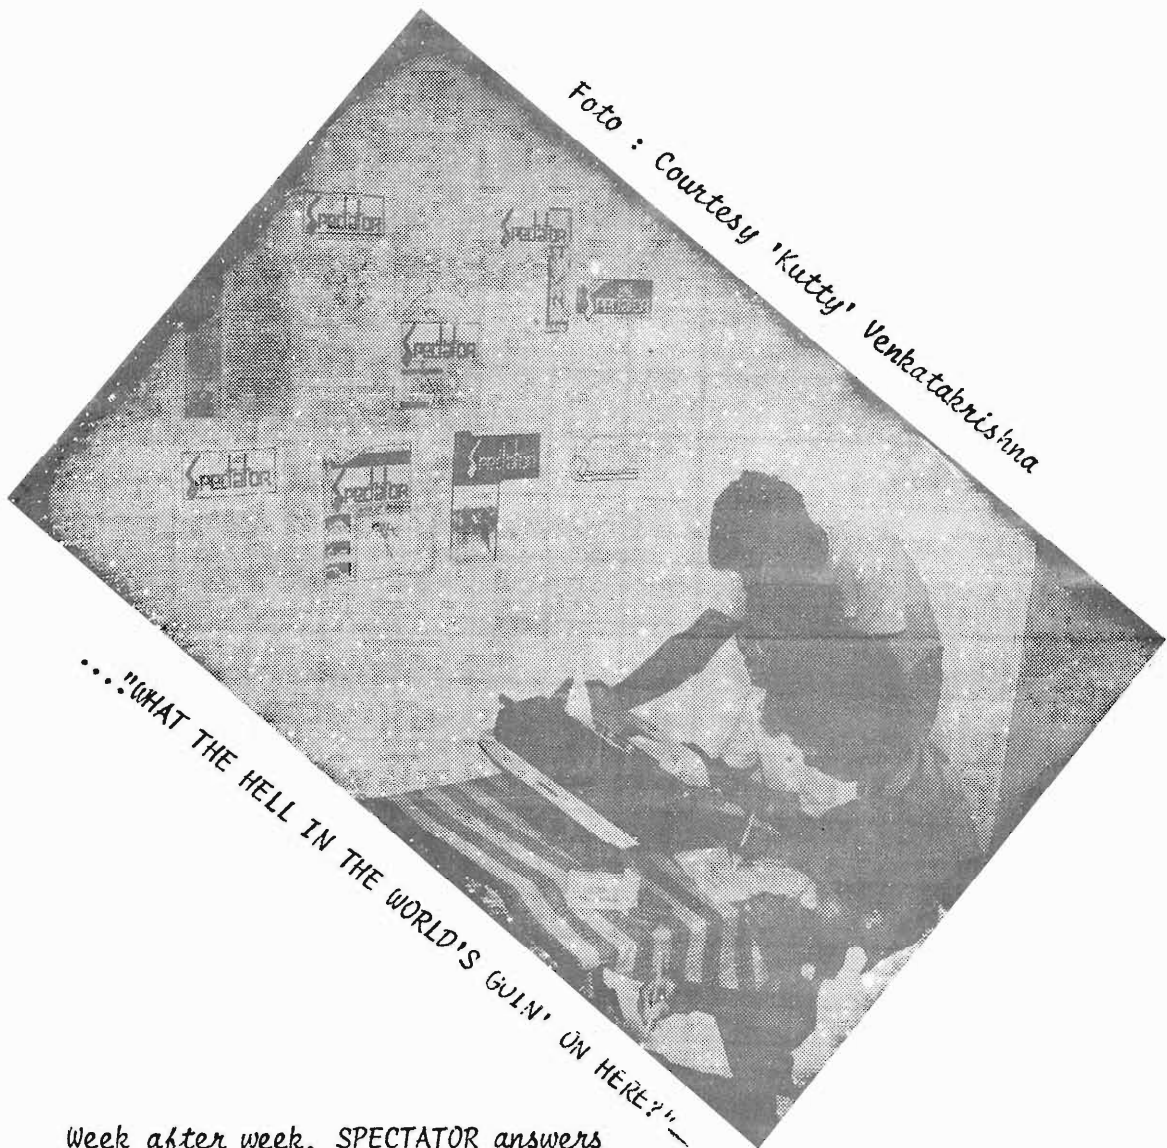 Foto : Courtesy 'Kutty' Venkatakrishna
Spectator
Spectator
Spectator
Spectator
Spectator
Spectator
...."WHAT THE HELL IN THE WORLD'S GOIN' ON HERE?"
Week after week, SPECTATOR answers